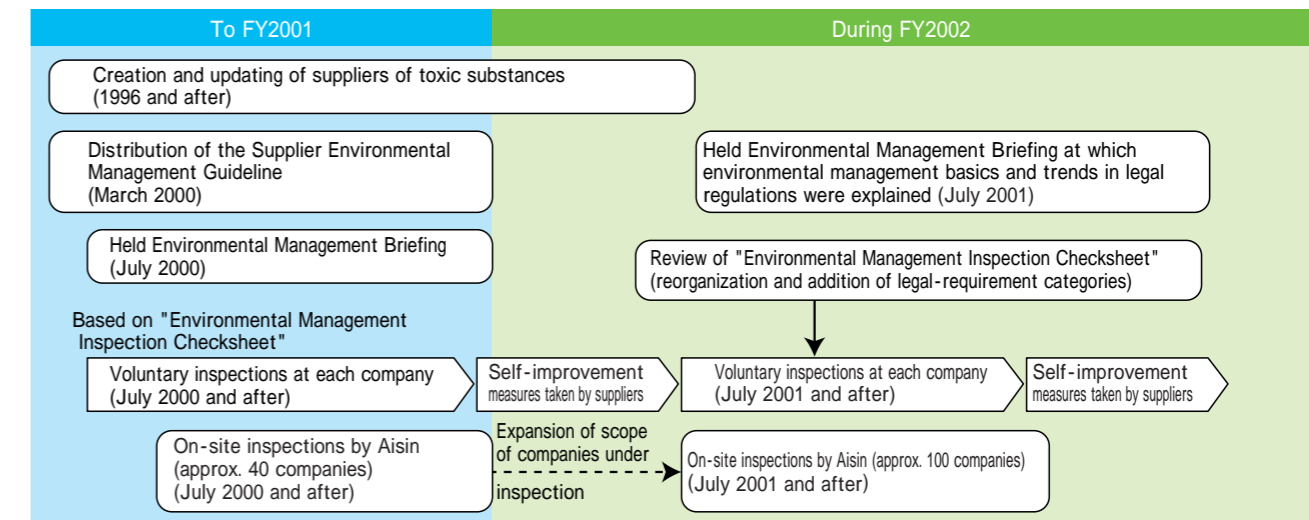 To FY2001
During FY2002
Creation and updating of suppliers of toxic substances
(1996 and after)
Distribution of the Supplier Environmental
Management Guideline
(March 2000)
Held Environmental Management Briefing at which
environmental management basics and trends in legal
regulations were explained (July 2001)
Held Environmental Management Briefing
(July 2000)
Review of "Environmental Management Inspection Checksheet"
(reorganization and addition of legal-requirement categories)
Based on "Environmental Management
Inspection Checksheet"
Voluntary inspections at each company
(July 2000 and after)
Self-improvement
measures taken by suppliers
Voluntary inspections at each company
(July 2001 and after)
Self-improvement
measures taken by suppliers
On-site inspections by Aisin
(approx. 40 companies)
(July 2000 and after)
Expansion of scope
of companies under
inspection
On-site inspections by Aisin (approx. 100 companies)
(July 2001 and after)